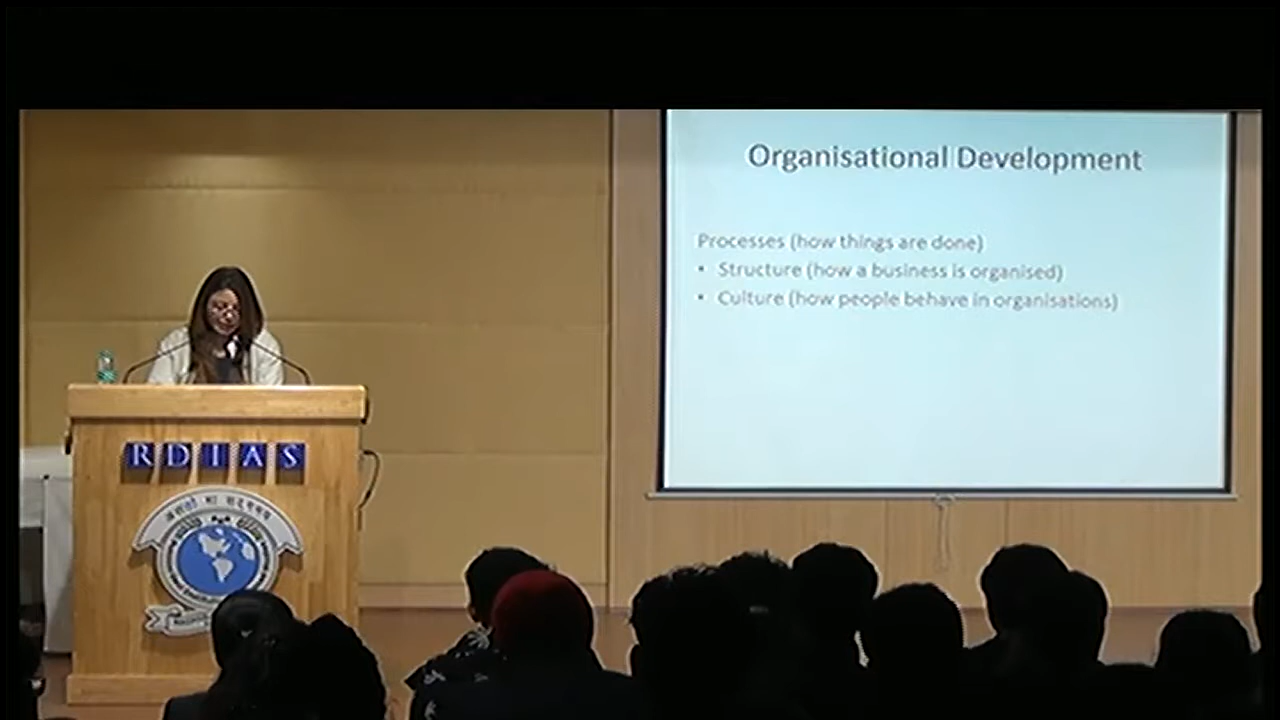 Organisational Development
Processes (how things are done)
• Structure (how a business is organised)
• Culture (how people behave in organisations)
RDIAS